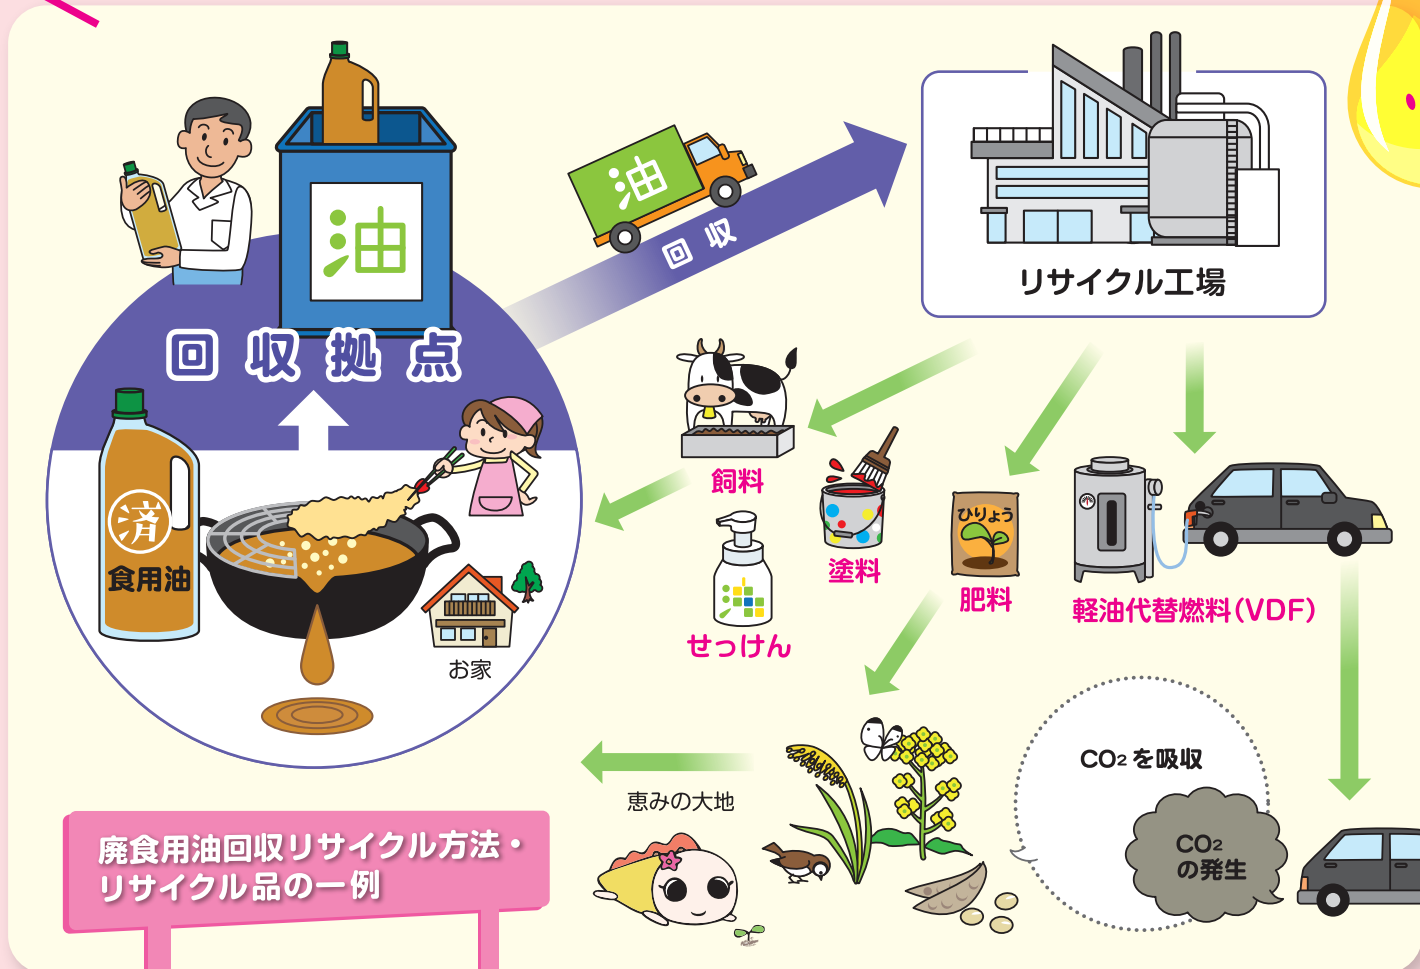 油
油
回収
リサイクル工場
回収拠点
済
食用油
お家
飼料
せっけん
塗料
ひりょう
肥料
軽油代替燃料(VDF)
CO2を吸収
CO2
の発生
恵みの大地
廃食用油回収リサイクル方法・
リサイクル品の一例